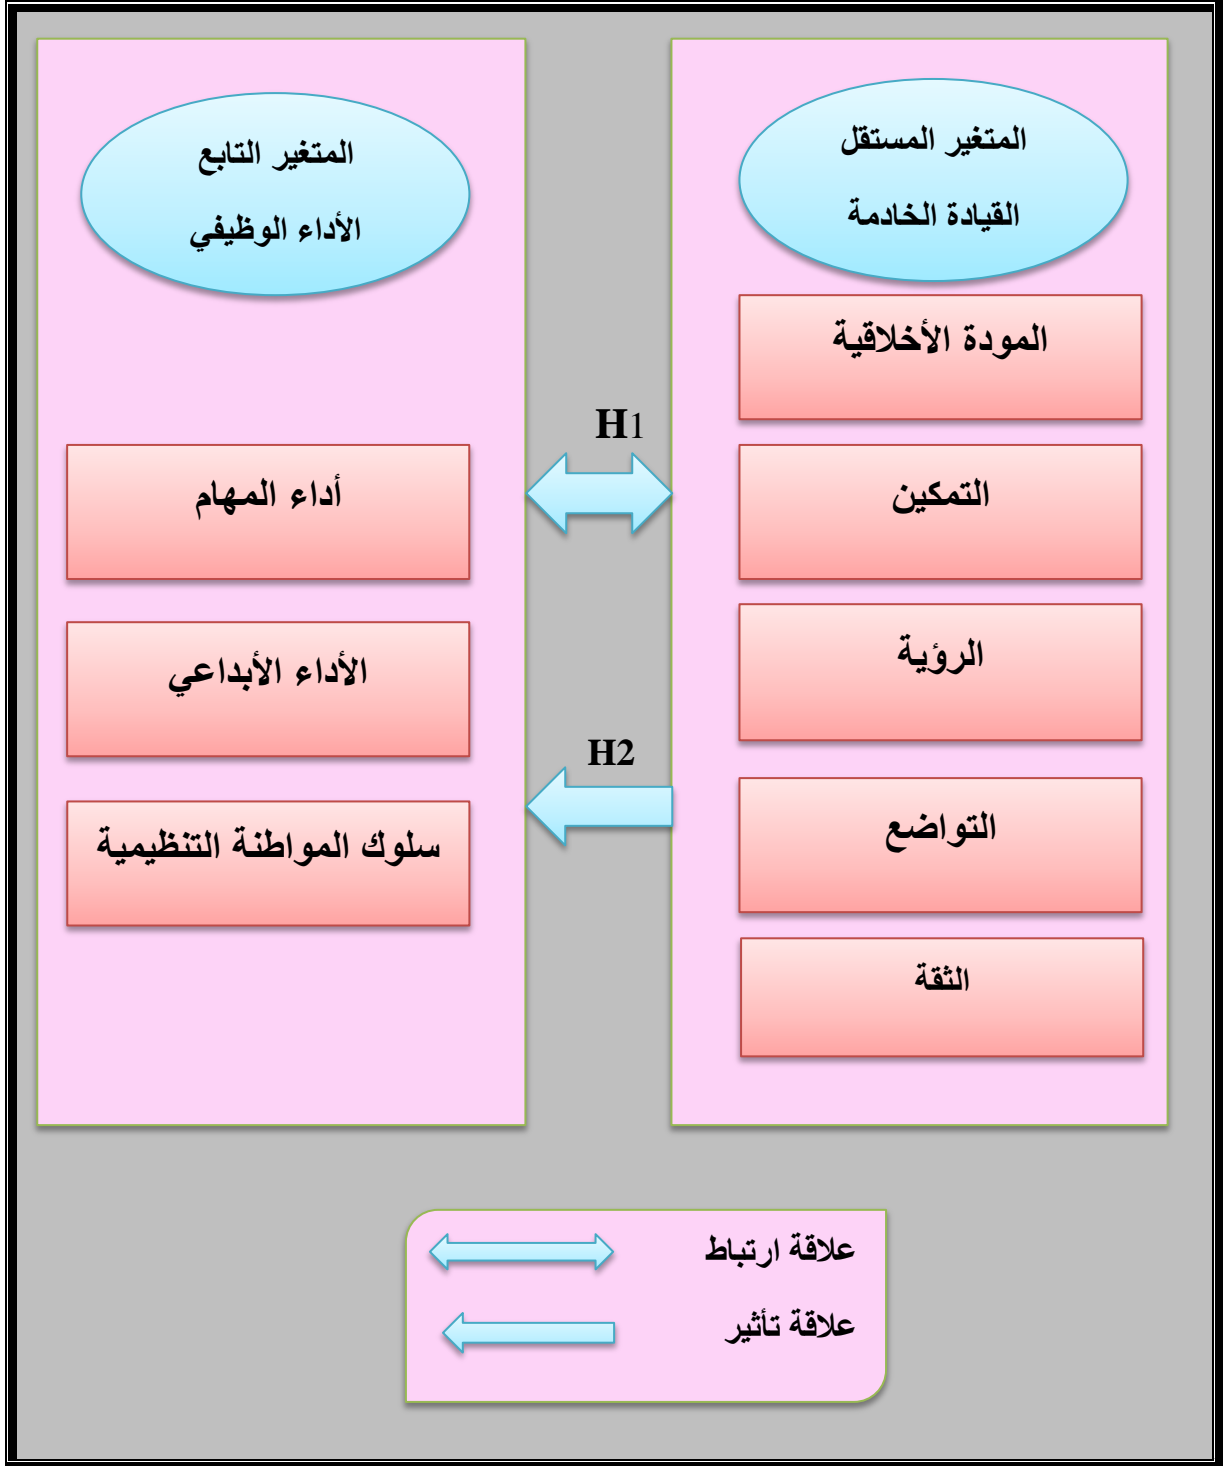 المتغير المستقل
القيادة الخادمة
المودة الأخلاقية
التمكين
الرؤية
التواضع
الثقة
H1
H2
المتغير التابع
الأداء الوظيفي
أداء المهام
الأداء الأبداعي
سلوك المواطنة التنظيمية
علاقة ارتباط
علاقة تأثير